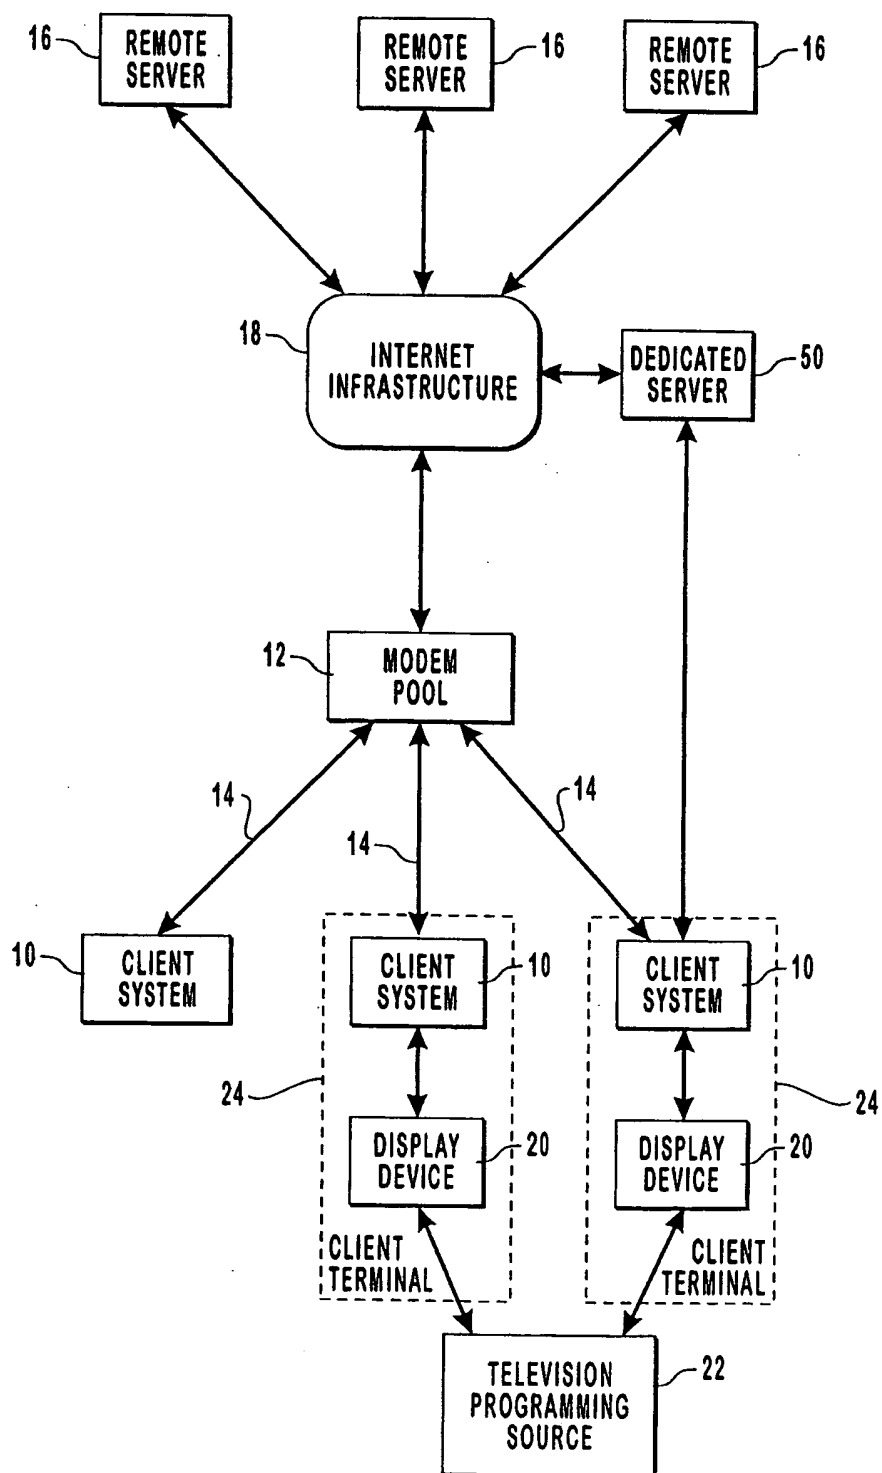 16 REMOTE SERVER
REMOTE SERVER 16
REMOTE SERVER 16
18 INTERNET INFRASTRUCTURE
DEDICATED SERVER 50
12 MODEM POOL
14
14
14
10 CLIENT SYSTEM
CLIENT SYSTEM 10
CLIENT SYSTEM 10
24
24
DISPLAY DEVICE 20
DISPLAY DEVICE 20
CLIENT TERMINAL
CLIENT TERMINAL
TELEVISION PROGRAMMING SOURCE 22